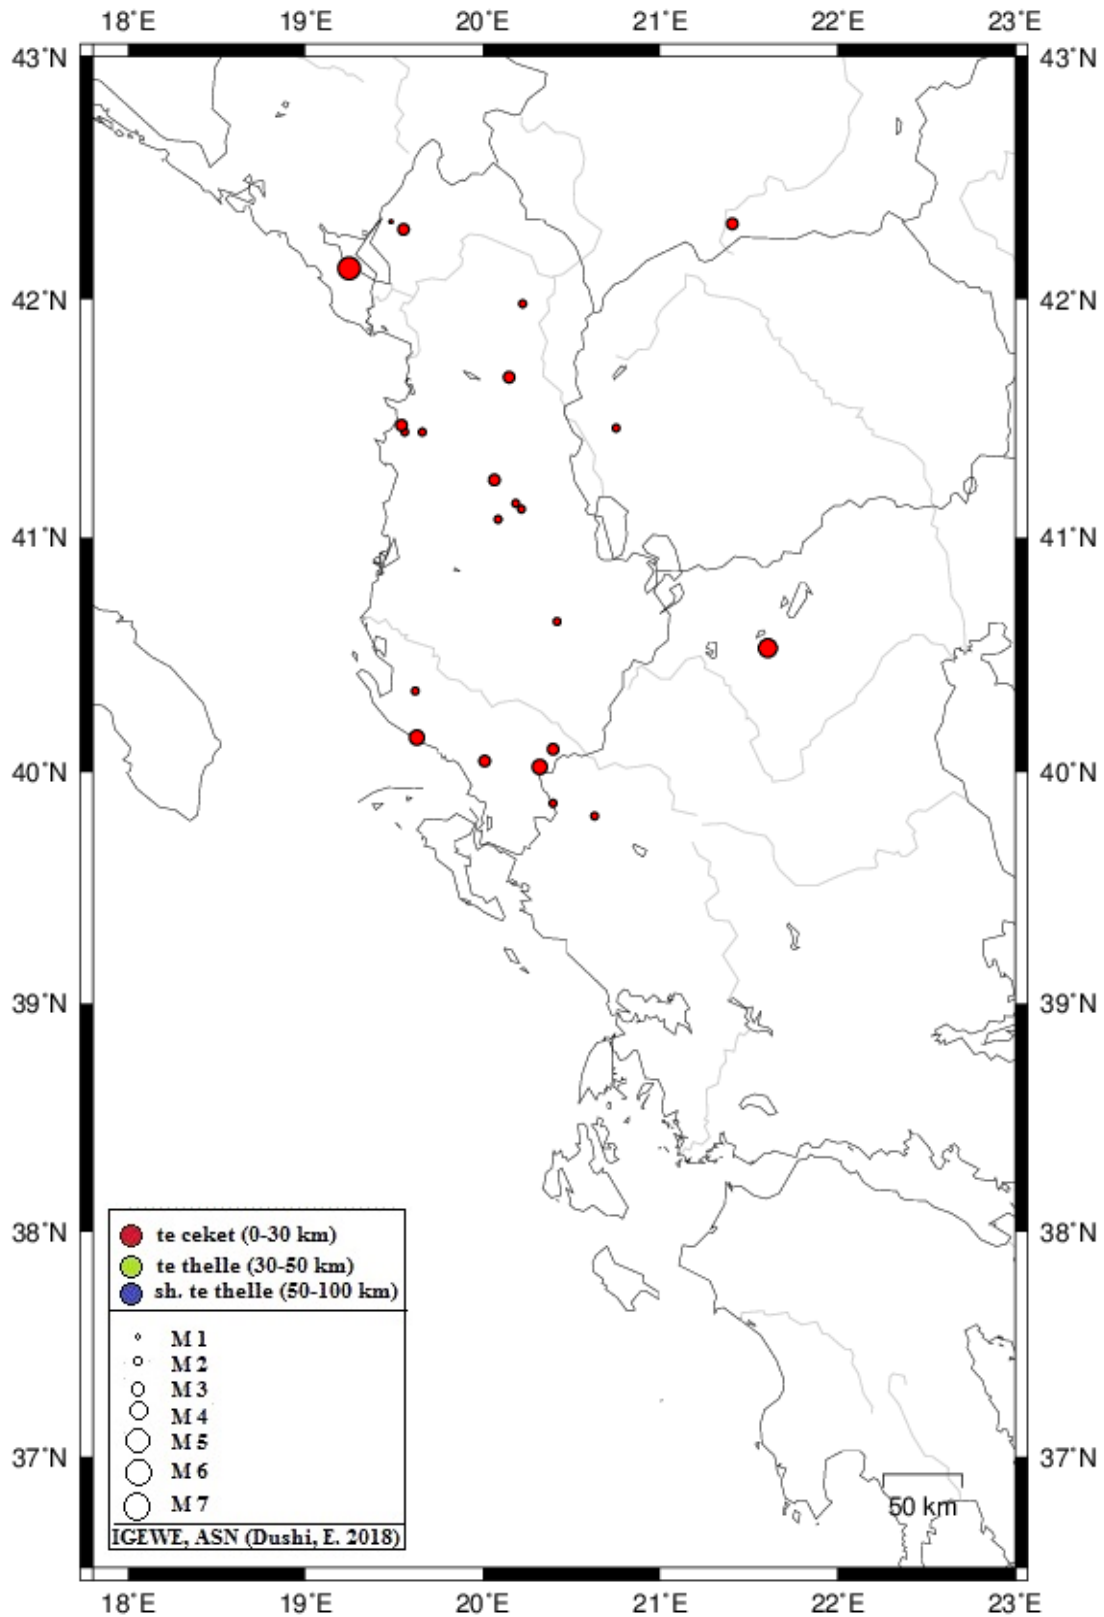 18°E 19°E 20°E 21°E 22°E 23°E
43°N 43°N
42°N 42°N
41°N 41°N
40°N 40°N
39°N 39°N
38°N 38°N
37°N 37°N
te ceket (0-30 km)
te thelle (30-50 km)
sh. te thelle (50-100 km)
M 1
M 2
M 3
M 4
M 5
M 6
M 7
IGEWE, ASN (Dushi, E. 2018)
50 km
18°E 19°E 20°E 21°E 22°E 23°E